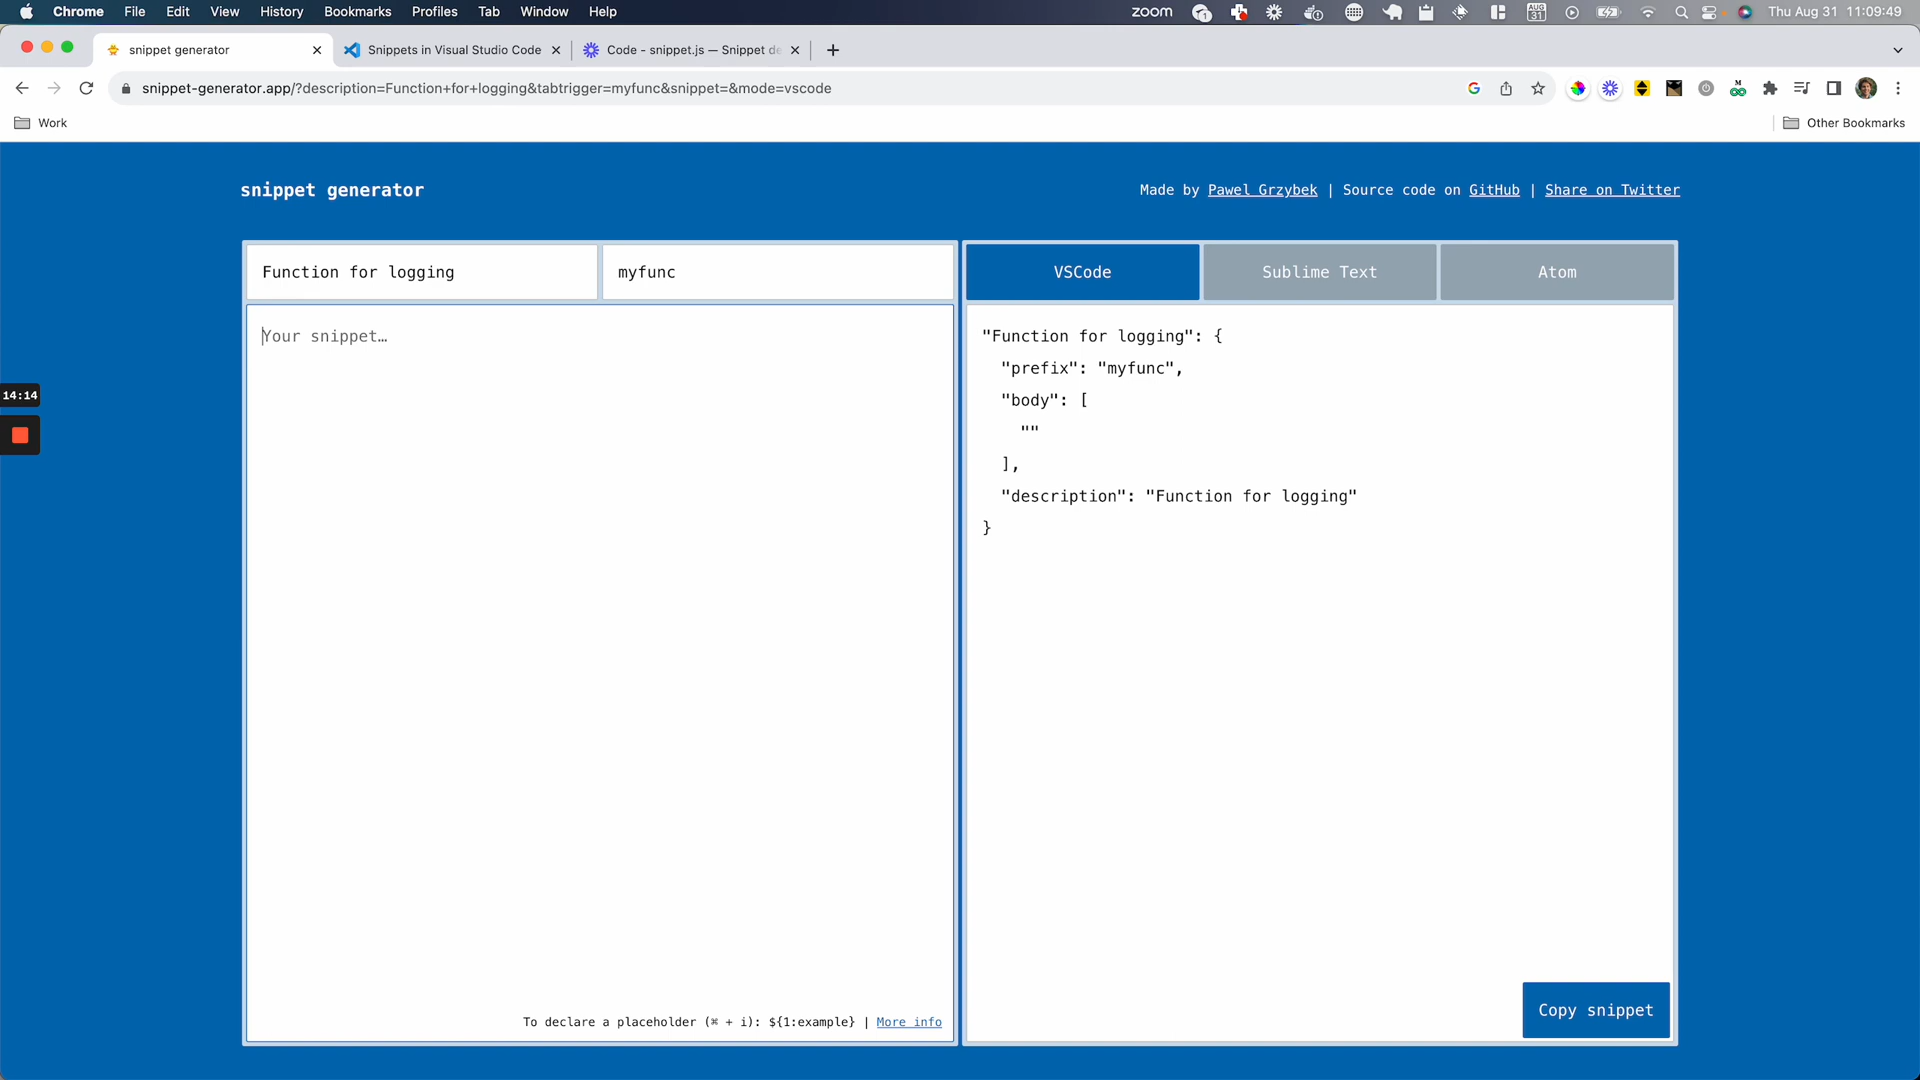 Chrome File Edit View History Bookmarks Profiles Tab Window Help zoom 1 AUG 31 Thu Aug 31 11:09:49
snippet generator Snippets in Visual Studio Code Code - snippet.js — Snippet de
snippet-generator.app/?description=Function+for+logging&tabtrigger=myfunc&snippet=&mode=vscode
Work Other Bookmarks
snippet generator Made by Pawel Grzybek | Source code on GitHub | Share on Twitter
Function for logging myfunc VSCode Sublime Text Atom
Your snippet…
"Function for logging": {
"prefix": "myfunc",
"body": [
""
],
"description": "Function for logging"
}
14:14
To declare a placeholder (⌘ + i): ${1:example} | More info
Copy snippet